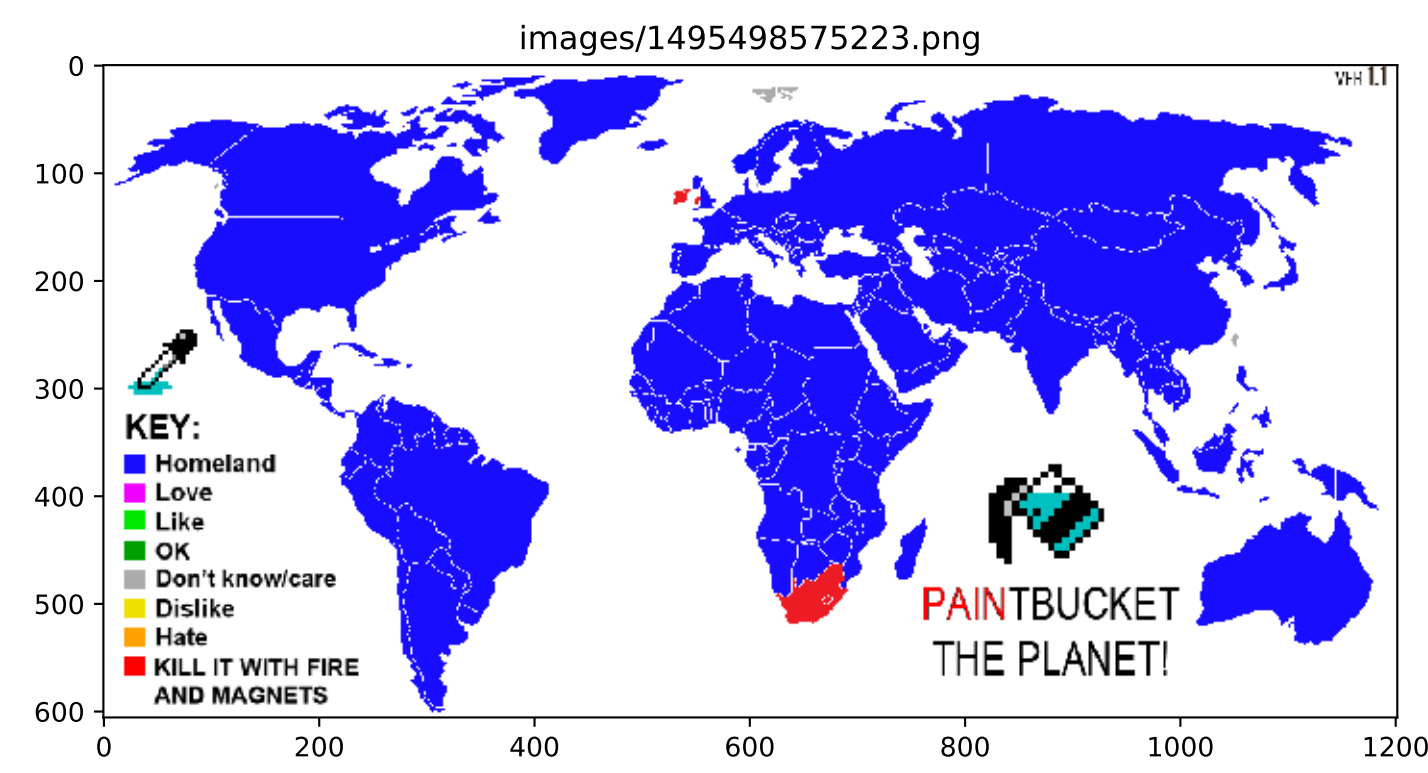 images/1495498575223.png
VER 1.1
0
100
200
300
400
500
600
KEY:
Homeland
Love
Like
OK
Don't know/care
Dislike
Hate
KILL IT WITH FIRE
AND MAGNETS
PAINTBUCKET
THE PLANET!
0 200 400 600 800 1000 1200